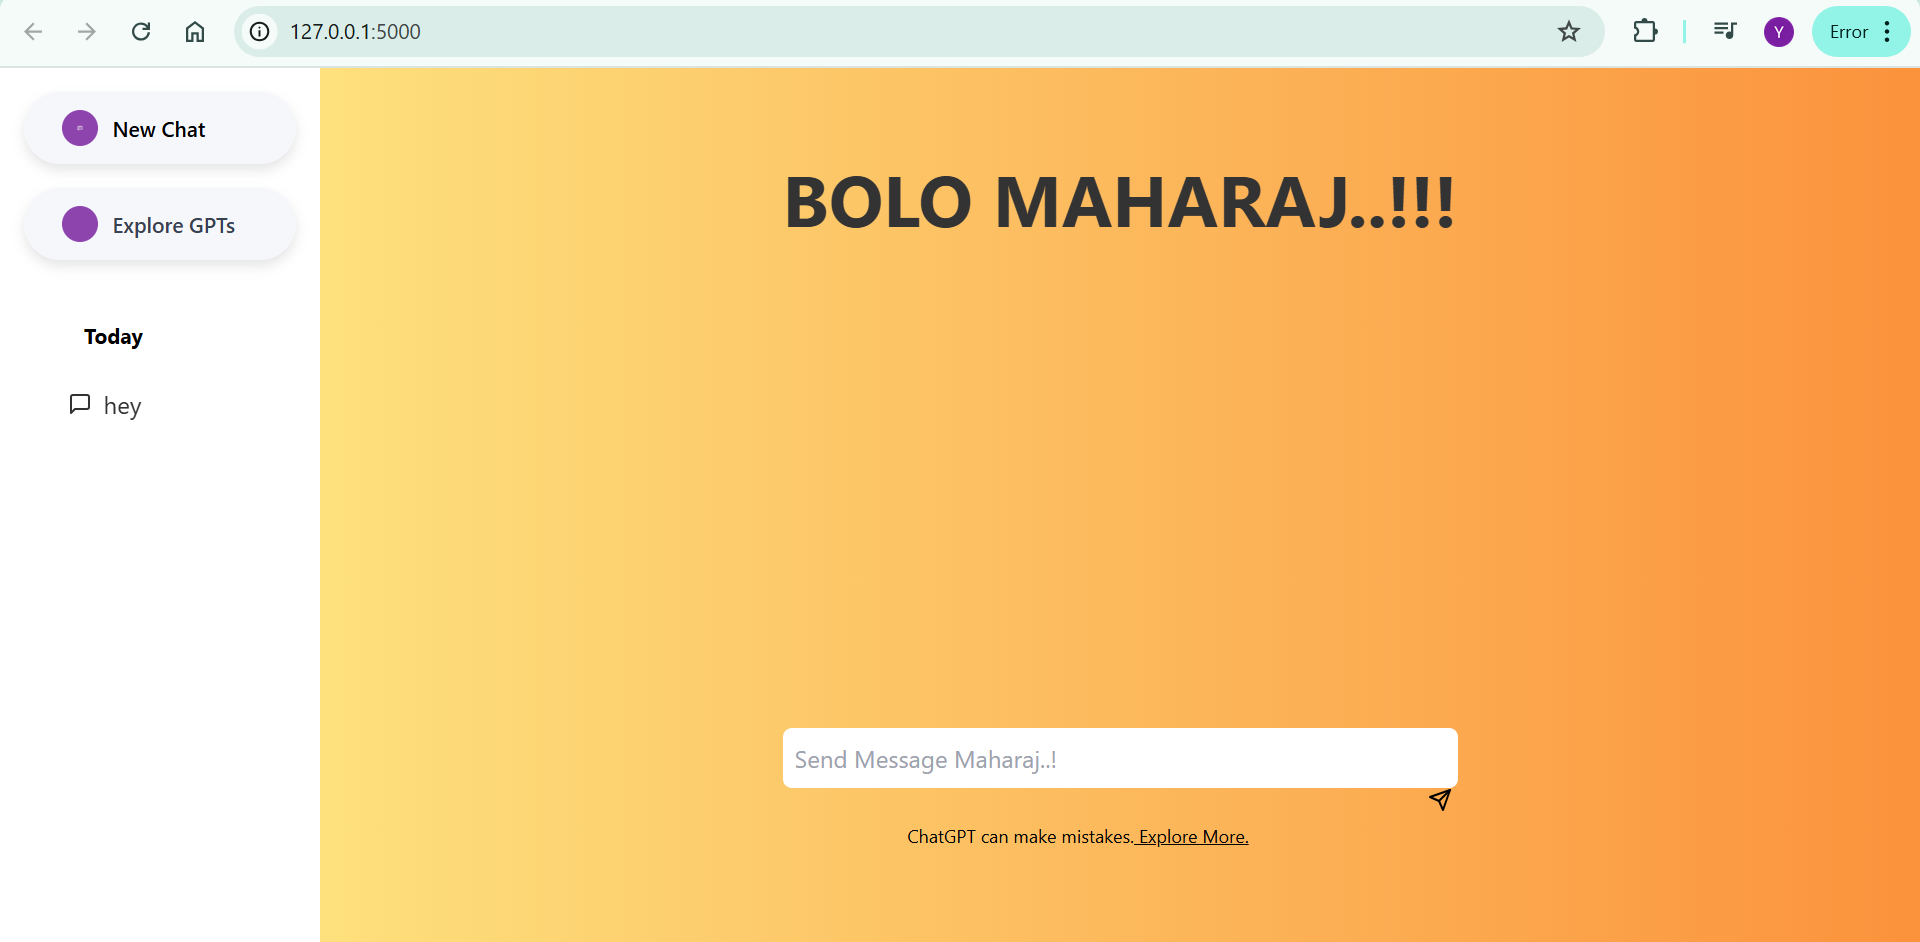 127.0.0.1:5000
Y
Error
New Chat
Explore GPTs
Today
hey
BOLO MAHARAJ..!!!
Send Message Maharaj..!
ChatGPT can make mistakes. Explore More.